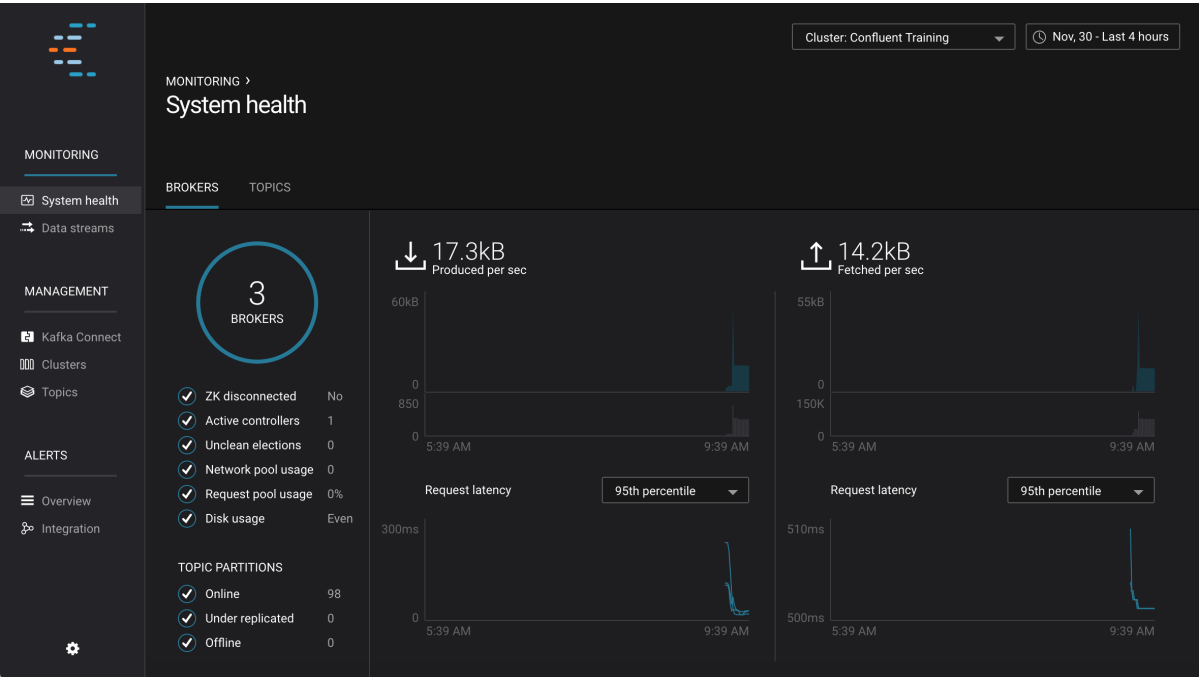 Cluster: Confluent Training
Nov, 30 - Last 4 hours
MONITORING >
System health
MONITORING
System health
Data streams
MANAGEMENT
Kafka Connect
Clusters
Topics
ALERTS
Overview
Integration
BROKERS TOPICS
3
BROKERS
ZK disconnected No
Active controllers 1
Unclean elections 0
Network pool usage 0
Request pool usage 0%
Disk usage Even
TOPIC PARTITIONS
Online 98
Under replicated 0
Offline 0
17.3kB
Produced per sec
60kB
0
850
0
5:39 AM 9:39 AM
Request latency 95th percentile
300ms
0
5:39 AM 9:39 AM
14.2kB
Fetched per sec
55kB
0
150K
0
5:39 AM 9:39 AM
Request latency 95th percentile
510ms
500ms
5:39 AM 9:39 AM